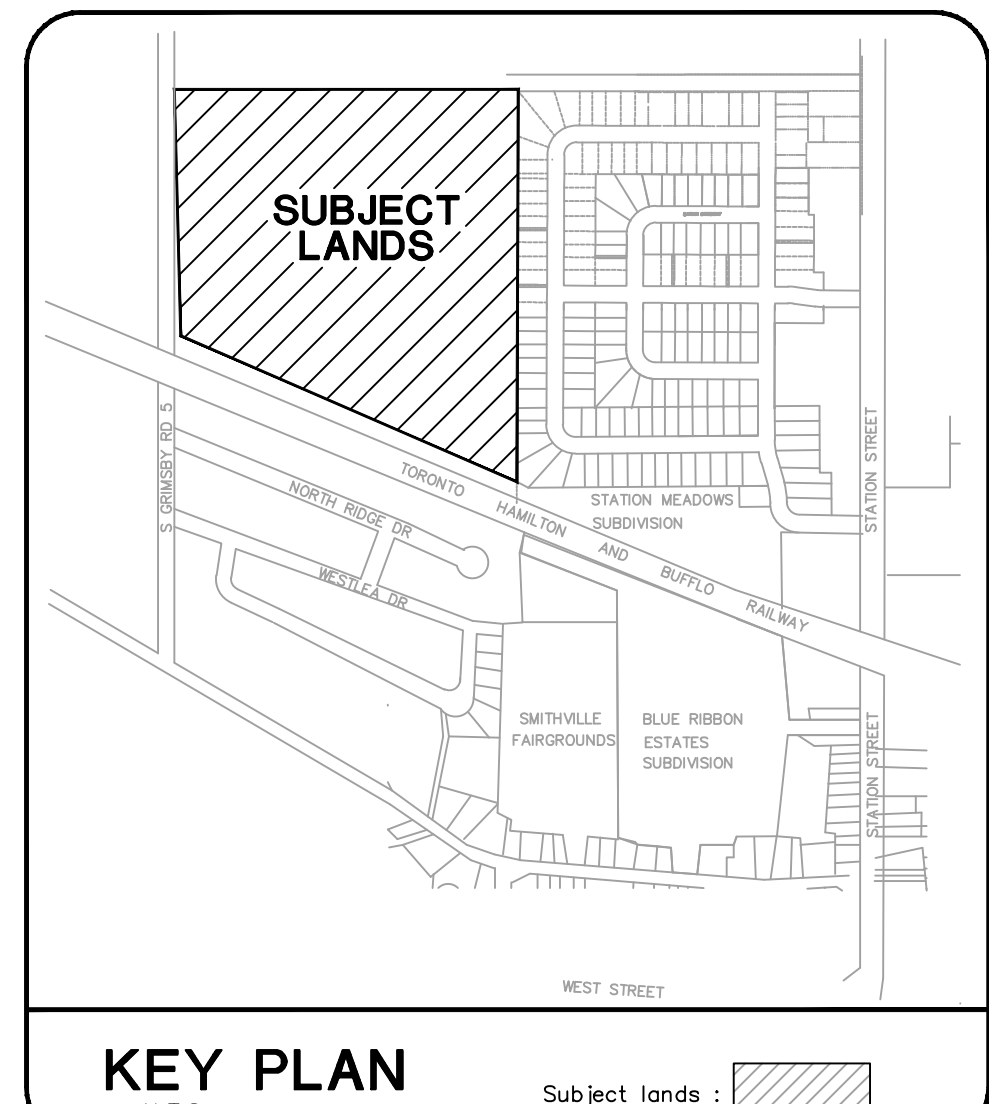 SUBJECT
LANDS
S GRIMSBY RD 5
STATION STREET
TORONTO HAMILTON AND BUFFLO RAILWAY
NORTH RIDGE DR
STATION MEADOWS
SUBDIVISION
WESTLEA DR
SMITHVILLE
FAIRGROUNDS
BLUE RIBBON
ESTATES
SUBDIVISION
STATION STREET
WEST STREET
KEY PLAN
Subject lands :